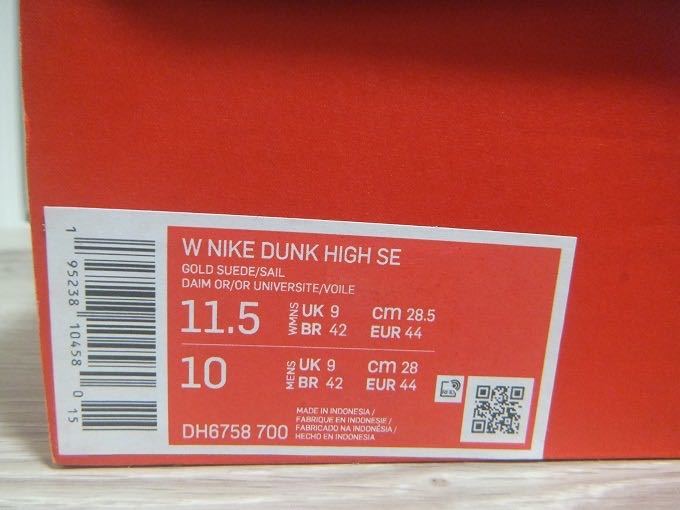 W NIKE DUNK HIGH SE
GOLD SUEDE/SAIL
DAIM OR/OR UNIVERSITE/VOILE
11.5 WMNS UK 9 cm 28.5
BR 42 EUR 44
10 MENS UK 9 cm 28
BR 42 EUR 44
DH6758 700
MADE IN INDONESIA /
FABRIQUE EN INDONESIE /
FABRICADO NA INDONÉSIA /
HECHO EN INDONESIA
RFID
1 95238 10458 0 15